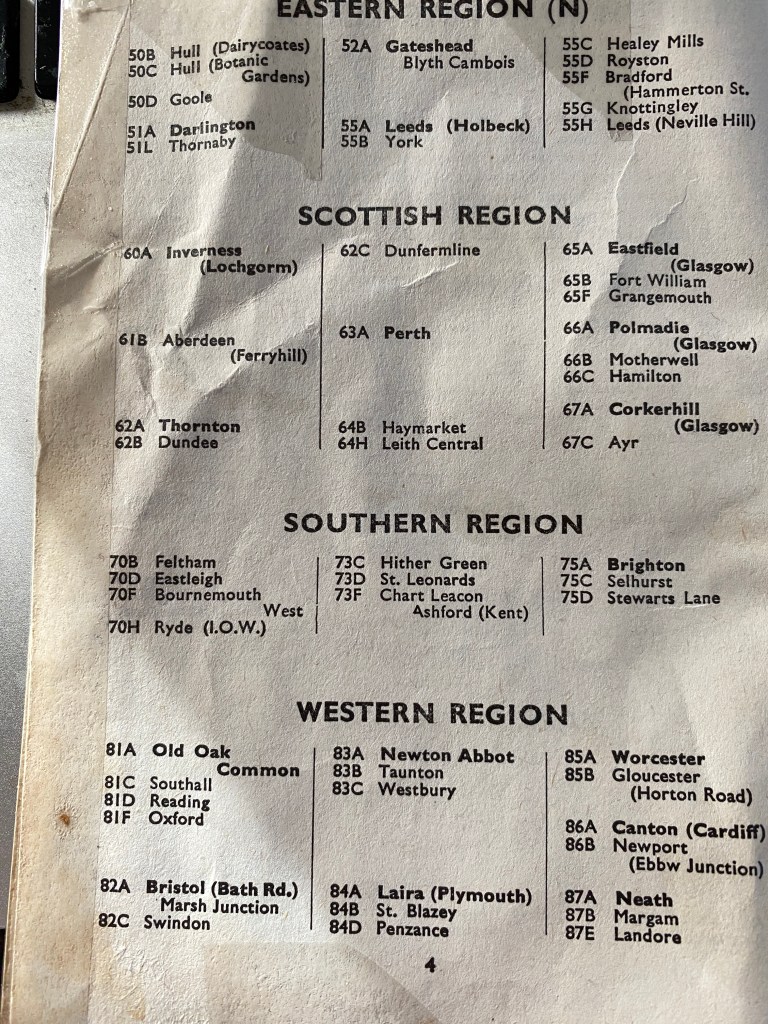 EASTERN REGION (N)
50B Hull (Dairycoates)
50C Hull (Botanic
Gardens)
50D Goole
51A Darlington
51L Thornaby
52A Gateshead
Blyth Cambois
55A Leeds (Holbeck)
55B York
55C Healey Mills
55D Royston
55F Bradford
(Hammerton St.
55G Knottingley
55H Leeds (Neville Hill)
SCOTTISH REGION
60A Inverness
(Lochgorm)
61B Aberdeen
(Ferryhill)
62A Thornton
62B Dundee
62C Dunfermline
63A Perth
64B Haymarket
64H Leith Central
65A Eastfield
(Glasgow)
65B Fort William
65F Grangemouth
66A Polmadie
(Glasgow)
66B Motherwell
66C Hamilton
67A Corkerhill
(Glasgow)
67C Ayr
SOUTHERN REGION
70B Feltham
70D Eastleigh
70F Bournemouth
West
70H Ryde (I.O.W.)
73C Hither Green
73D St. Leonards
73F Chart Leacon
Ashford (Kent)
75A Brighton
75C Selhurst
75D Stewarts Lane
WESTERN REGION
81A Old Oak
Common
81C Southall
81D Reading
81F Oxford
82A Bristol (Bath Rd.)
Marsh Junction
82C Swindon
83A Newton Abbot
83B Taunton
83C Westbury
84A Laira (Plymouth)
84B St. Blazey
84D Penzance
85A Worcester
85B Gloucester
(Horton Road)
86A Canton (Cardiff)
86B Newport
(Ebbw Junction)
87A Neath
87B Margam
87E Landore
4